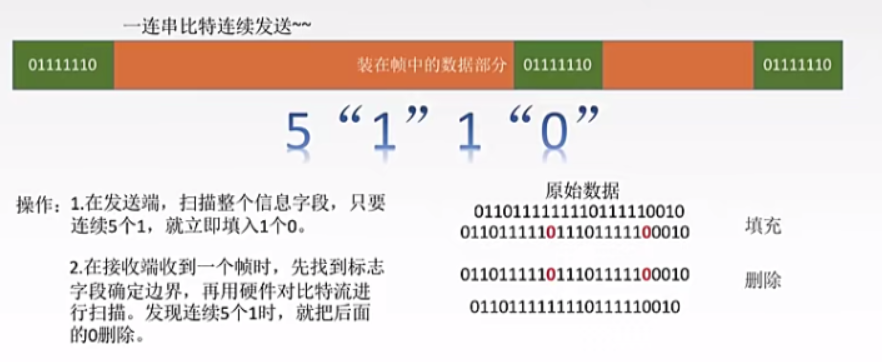 一连串比特连续发送~~
01111110 装在帧中的数据部分 01111110 01111110
5 “1” 1 “0”
操作：1.在发送端，扫描整个信息字段，只要
连续5个1，就立即填入1个0。
2.在接收端收到一个帧时，先找到标志
字段确定边界，再用硬件对比特流进
行扫描。发现连续5个1时，就把后面
的0删除。
原始数据
0110111111110111110010
011011111011101111100010
填充
011011111011101111100010
删除
0110111111110111110010